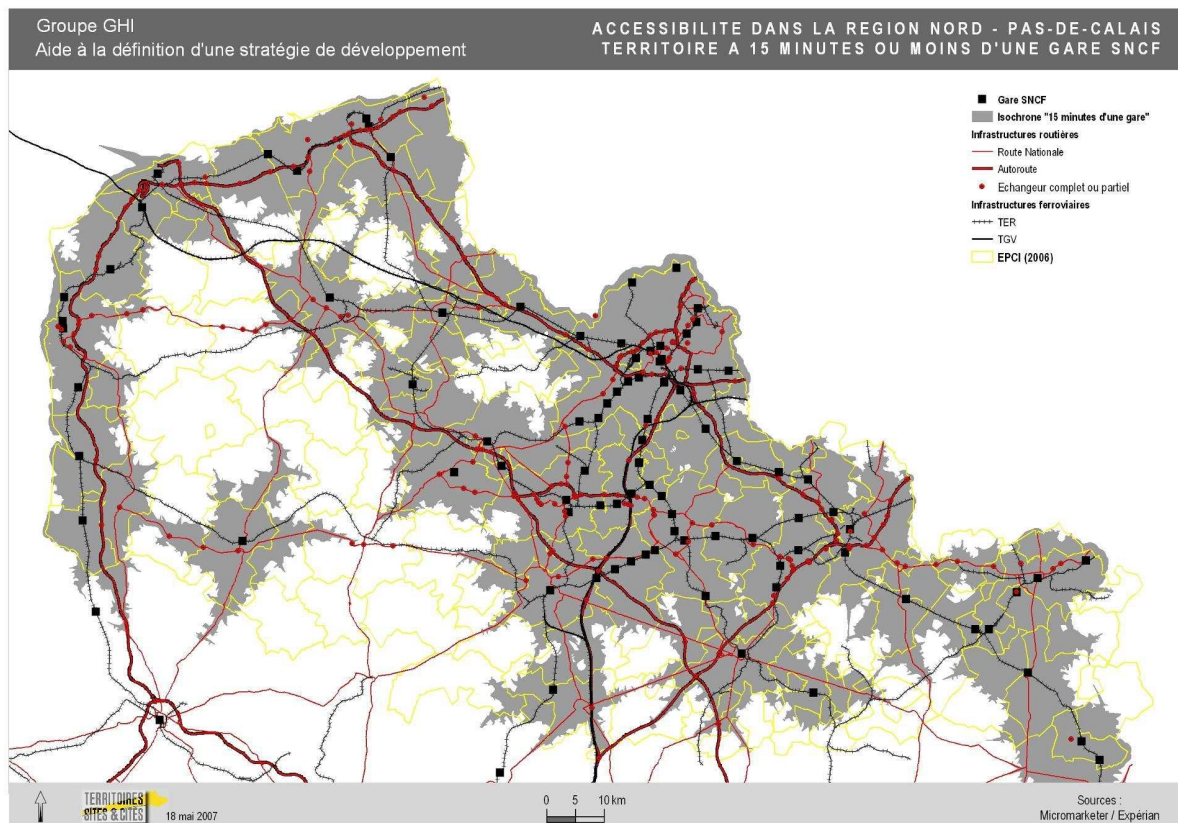 Groupe GHI
Aide à la définition d'une stratégie de développement
ACCESSIBILITE DANS LA REGION NORD - PAS-DE-CALAIS
TERRITOIRE A 15 MINUTES OU MOINS D'UNE GARE SNCF
Gare SNCF
Isochrone "15 minutes d'une gare"
Infrastructures routières
Route Nationale
Autoroute
Echangeur complet ou partiel
Infrastructures ferroviaires
TER
TGV
EPCI (2006)
TERRITOIRES
SITES & CITÉS
18 mai 2007
0 5 10 km
Sources :
Micromarketer / Expérian